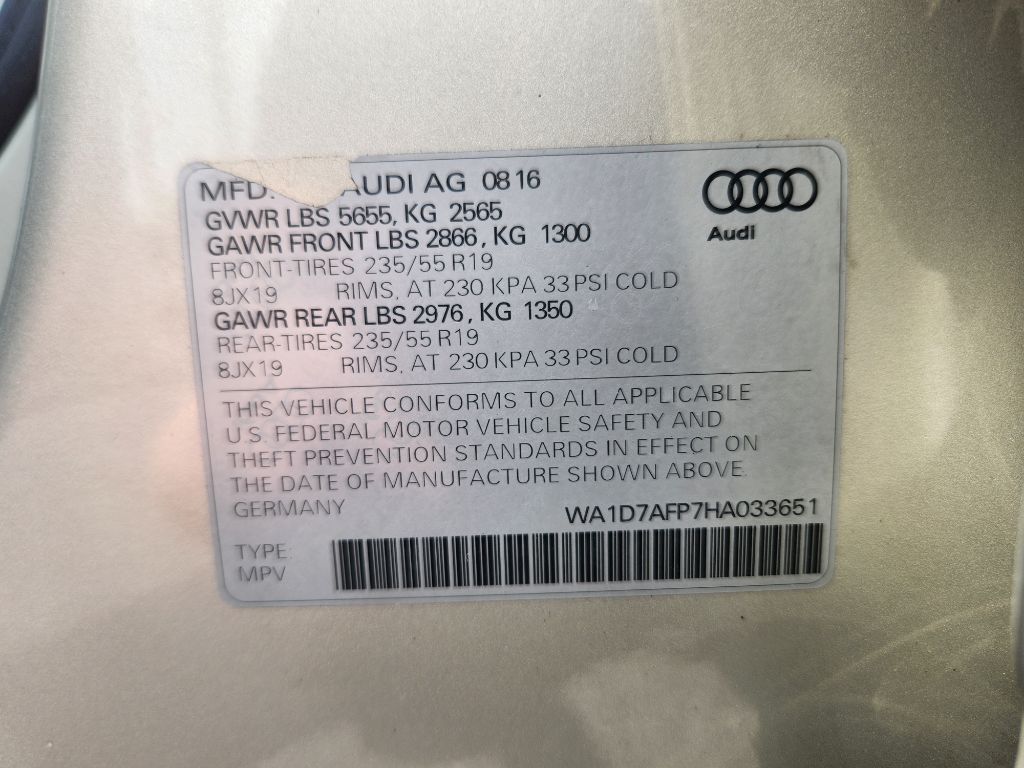 MFD. AUDI AG 0816
GVWR LBS 5655, KG 2565
GAWR FRONT LBS 2866, KG 1300
FRONT-TIRES 235/55 R19
8JX19 RIMS, AT 230 KPA 33 PSI COLD
GAWR REAR LBS 2976, KG 1350
REAR-TIRES 235/55 R19
8JX19 RIMS, AT 230 KPA 33 PSI COLD
Audi
THIS VEHICLE CONFORMS TO ALL APPLICABLE
U.S. FEDERAL MOTOR VEHICLE SAFETY AND
THEFT PREVENTION STANDARDS IN EFFECT ON
THE DATE OF MANUFACTURE SHOWN ABOVE.
GERMANY WA1D7AFP7HA033651
TYPE:
MPV